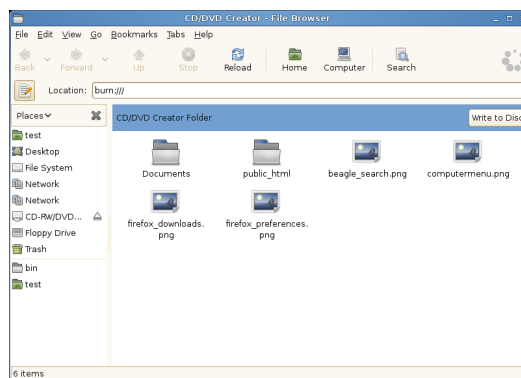 CD/DVD Creator - File Browser
File Edit View Go Bookmarks Tabs Help
Back Forward Up Stop Reload Home Computer Search
Location: burn:///
Places
CD/DVD Creator Folder
Write to Disc
test
Desktop
File System
Network
Network
CD-RW/DVD...
Floppy Drive
Trash
bin
test
Documents
public_html
beagle_search.png
computermenu.png
firefox_downloads.
png
firefox_preferences.
png
6 items